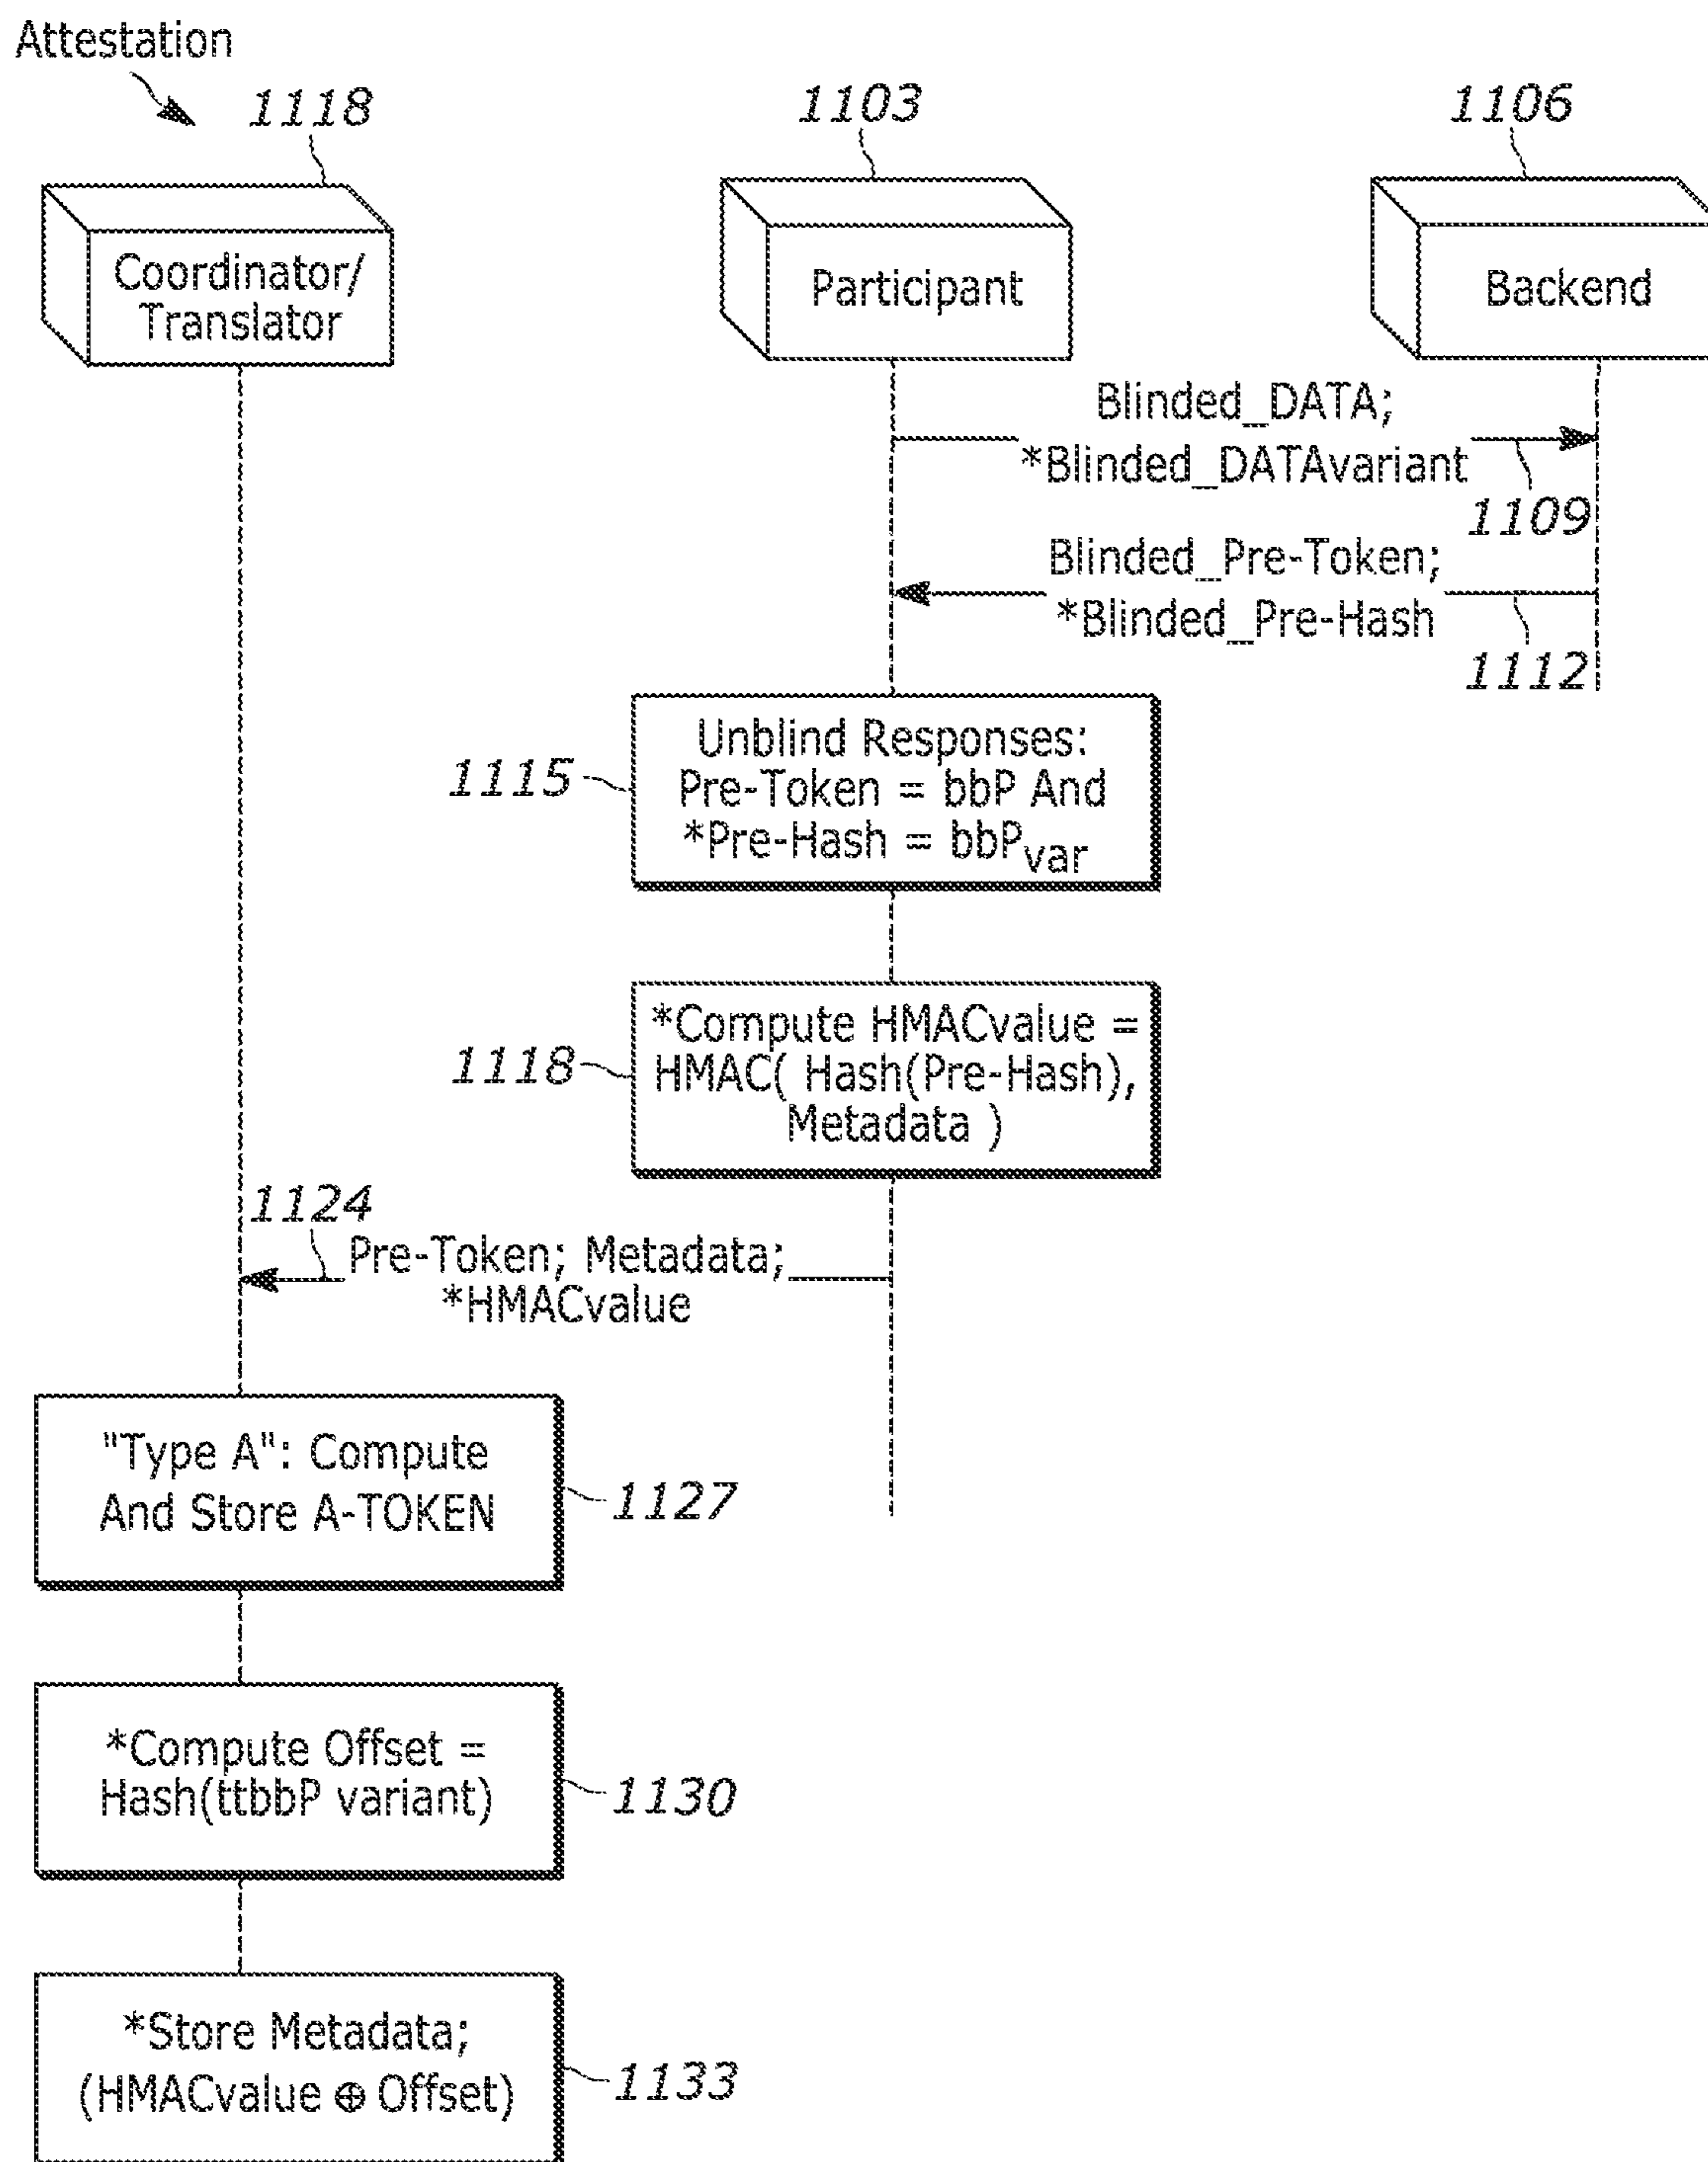 Attestation
1118
1103
1106
Coordinator/
Translator
Participant
Backend
Blinded_DATA;
*Blinded_DATAvariant
1109
Blinded_Pre-Token;
*Blinded_Pre-Hash
1112
Unblind Responses:
Pre-Token = bbP And
*Pre-Hash = bbPvar
1115
*Compute HMACvalue =
HMAC( Hash(Pre-Hash),
Metadata )
1118
1124
Pre-Token; Metadata;
*HMACvalue
"Type A": Compute
And Store A-TOKEN
1127
*Compute Offset =
Hash(ttbbP variant)
1130
*Store Metadata;
(HMACvalue ⊕ Offset)
1133